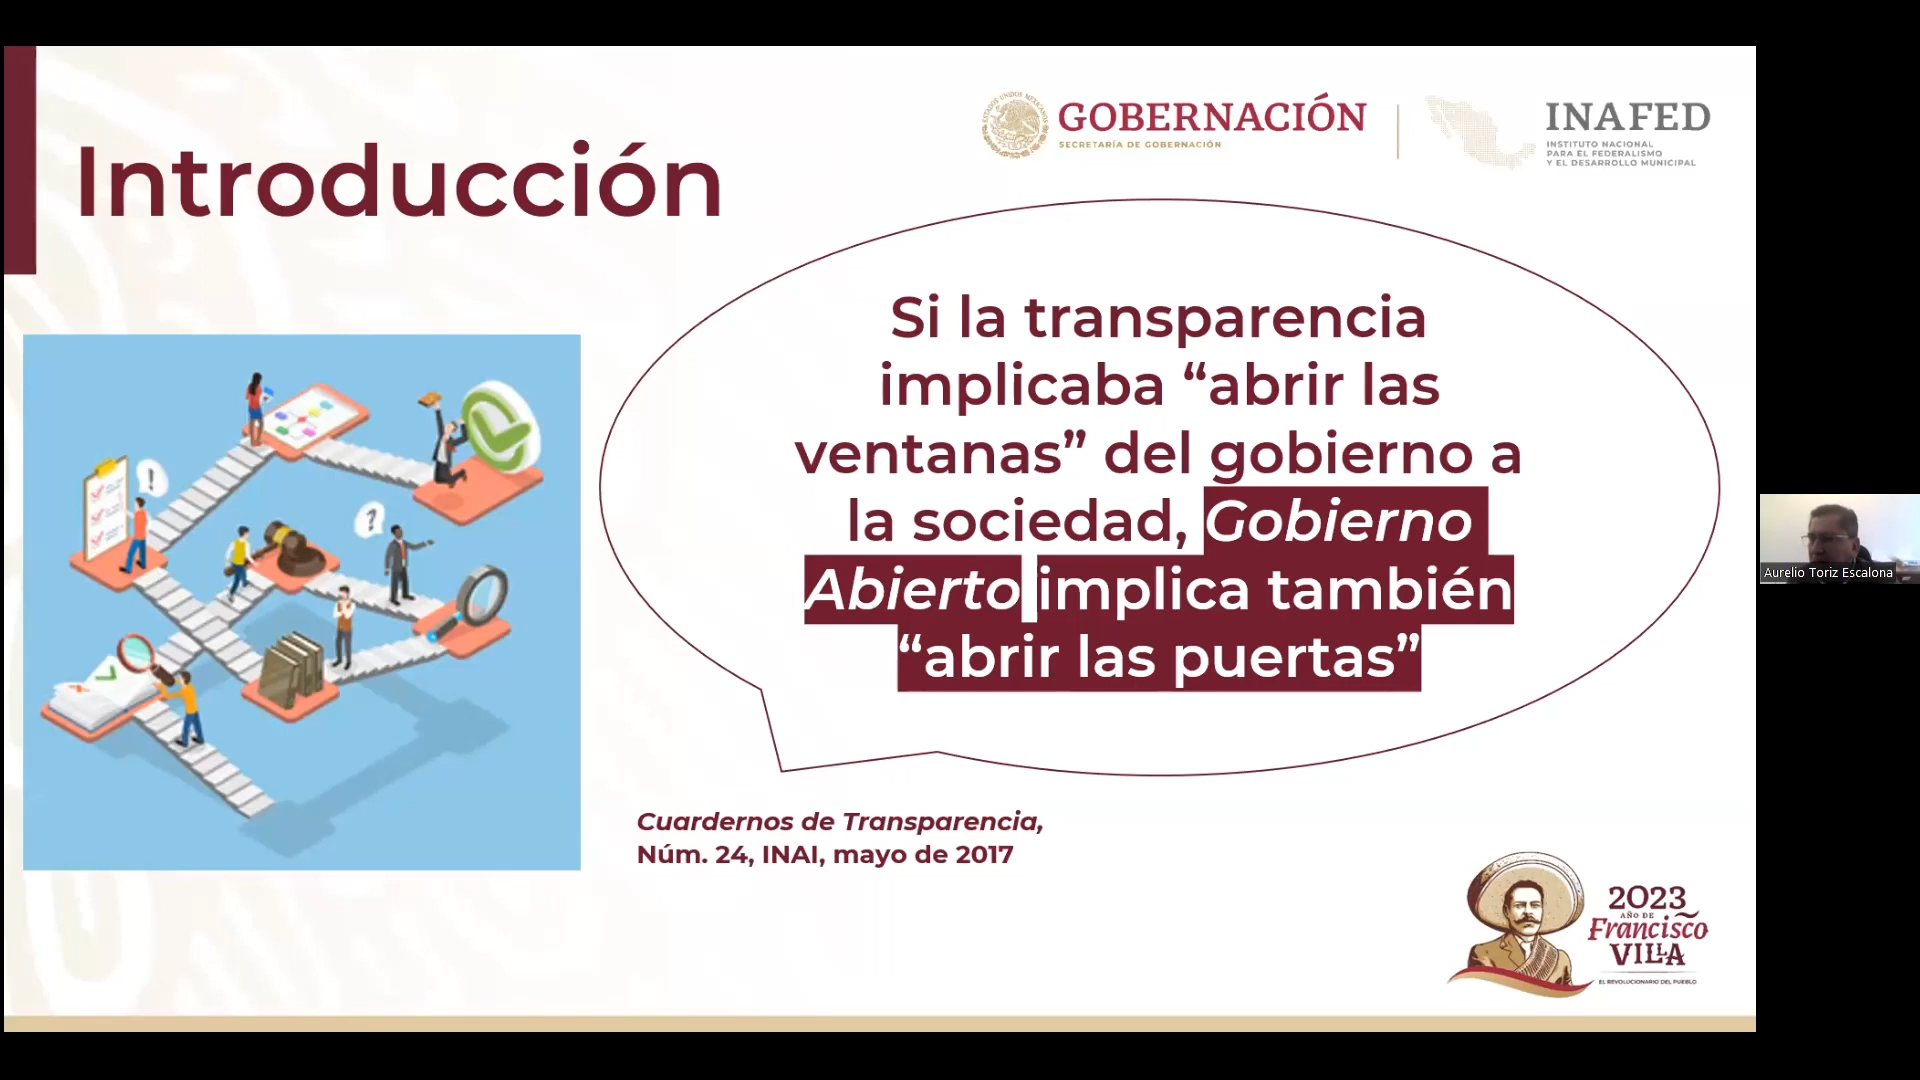 GOBERNACIÓN
SECRETARÍA DE GOBERNACIÓN
INAFED
INSTITUTO NACIONAL
PARA EL FEDERALISMO
Y EL DESARROLLO MUNICIPAL
Introducción
Si la transparencia
implicaba “abrir las
ventanas” del gobierno a
la sociedad, Gobierno
Abierto implica también
“abrir las puertas”
!
?
Cuardernos de Transparencia,
Núm. 24, INAI, mayo de 2017
2023
AÑO DE
Francisco
VILLA
EL REVOLUCIONARIO DEL PUEBLO
Aurelio Toriz Escalona